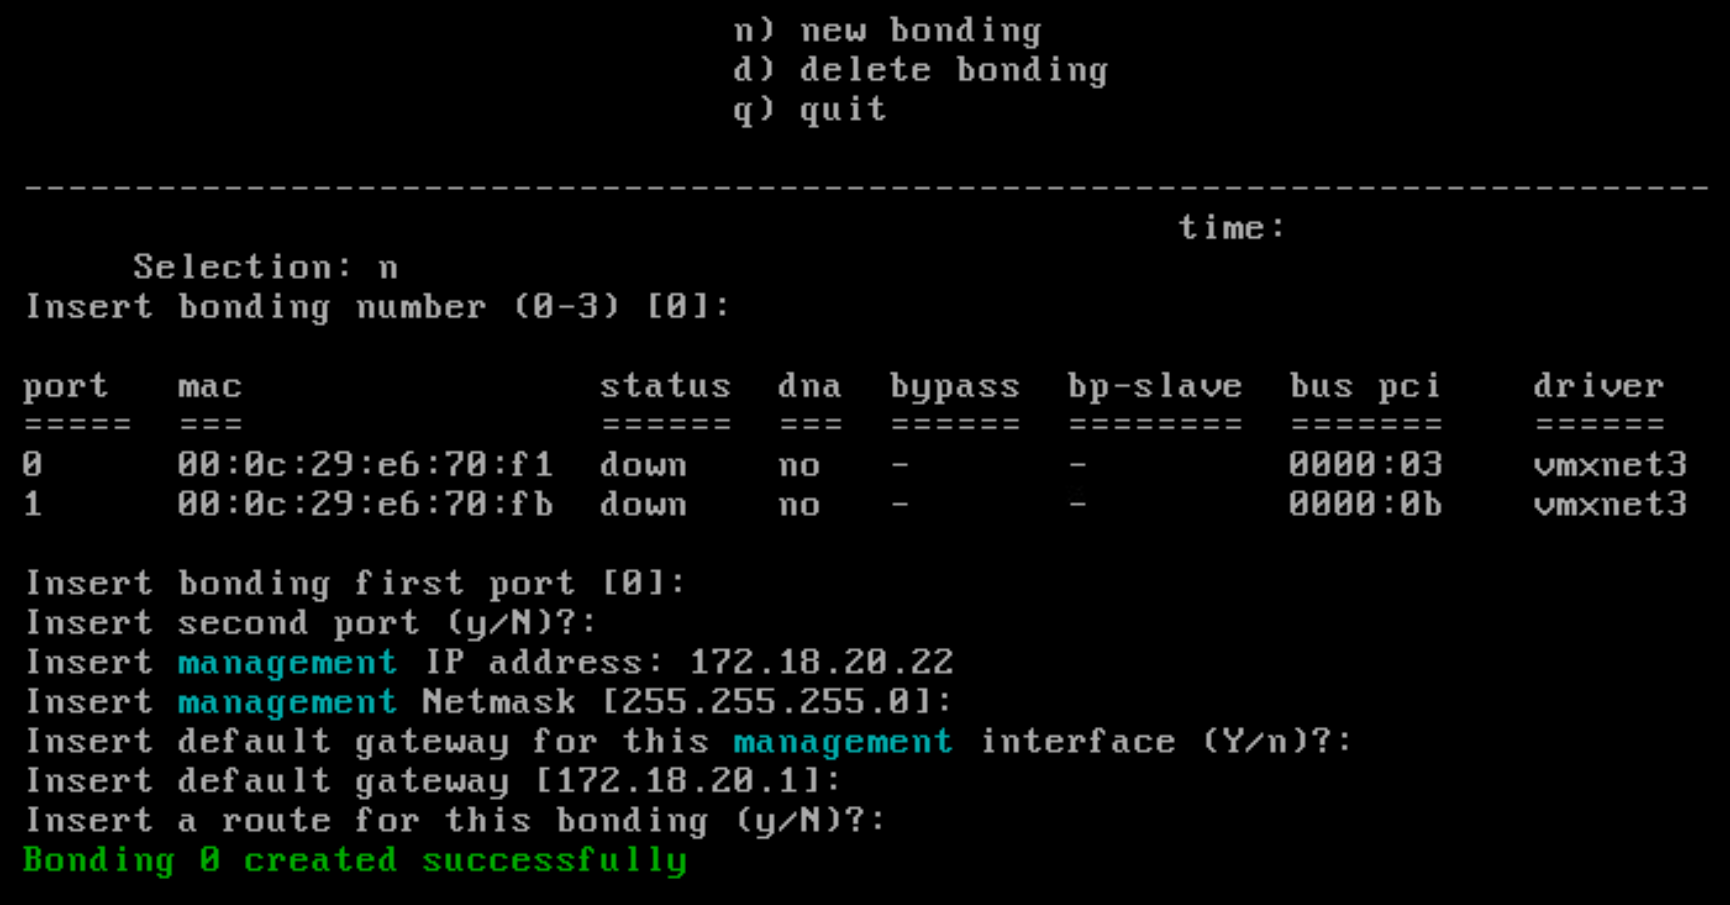 n) new bonding
d) delete bonding
q) quit
----------------------------------------------------------------------------
time:
Selection: n
Insert bonding number (0-3) [0]:
port mac status dna bypass bp-slave bus pci driver
===== === ====== === ====== ======== ======= ======
0 00:0c:29:e6:70:f1 down no - - 0000:03 vmxnet3
1 00:0c:29:e6:70:fb down no - - 0000:0b vmxnet3
Insert bonding first port [0]:
Insert second port (y/N)?:
Insert management IP address: 172.18.20.22
Insert management Netmask [255.255.255.0]:
Insert default gateway for this management interface (Y/n)?:
Insert default gateway [172.18.20.1]:
Insert a route for this bonding (y/N)?:
Bonding 0 created successfully